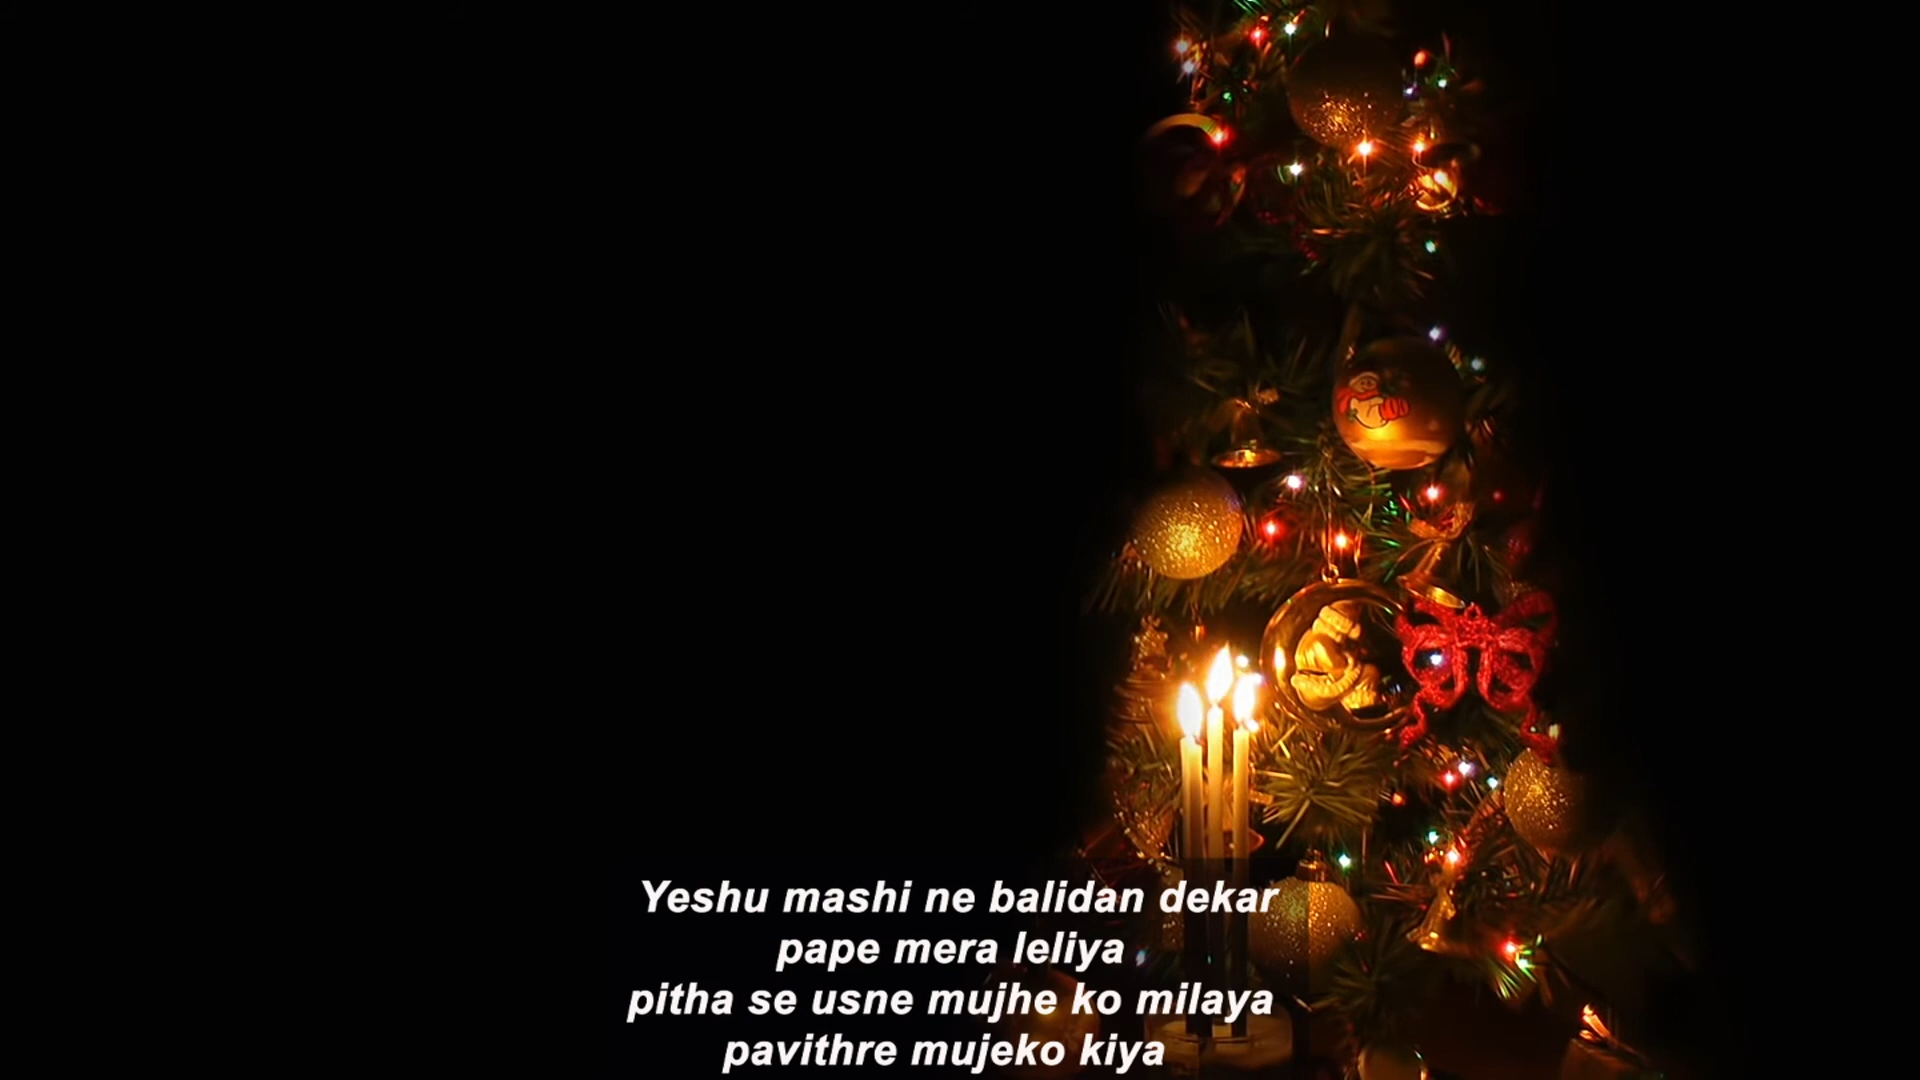 Yeshu mashi ne balidan dekar
pape mera leliya
pitha se usne mujhe ko milaya
pavithre mujeko kiya